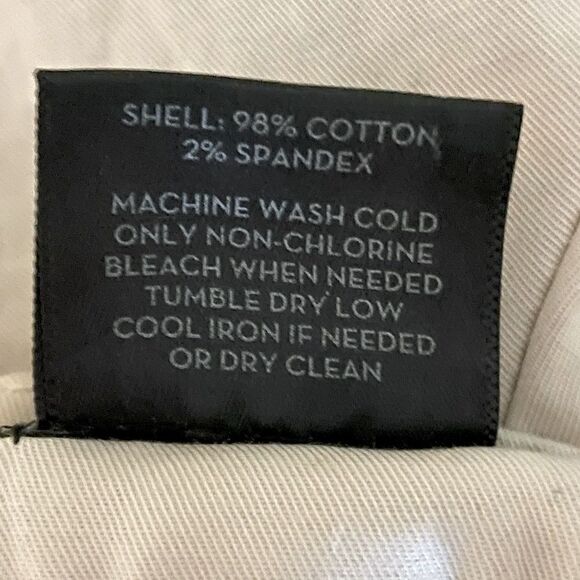 SHELL: 98% COTTON
2% SPANDEX
MACHINE WASH COLD
ONLY NON-CHLORINE
BLEACH WHEN NEEDED
TUMBLE DRY LOW
COOL IRON IF NEEDED
OR DRY CLEAN